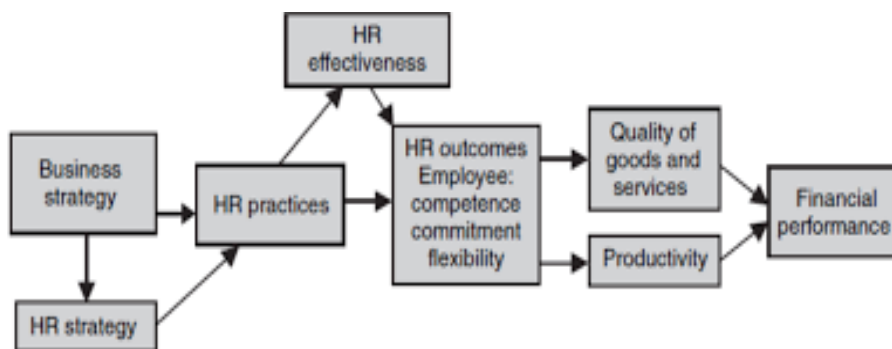 HR
effectiveness
Business
strategy
HR practices
HR strategy
HR outcomes
Employee:
competence
commitment
flexibility
Quality of
goods and
services
Productivity
Financial
performance